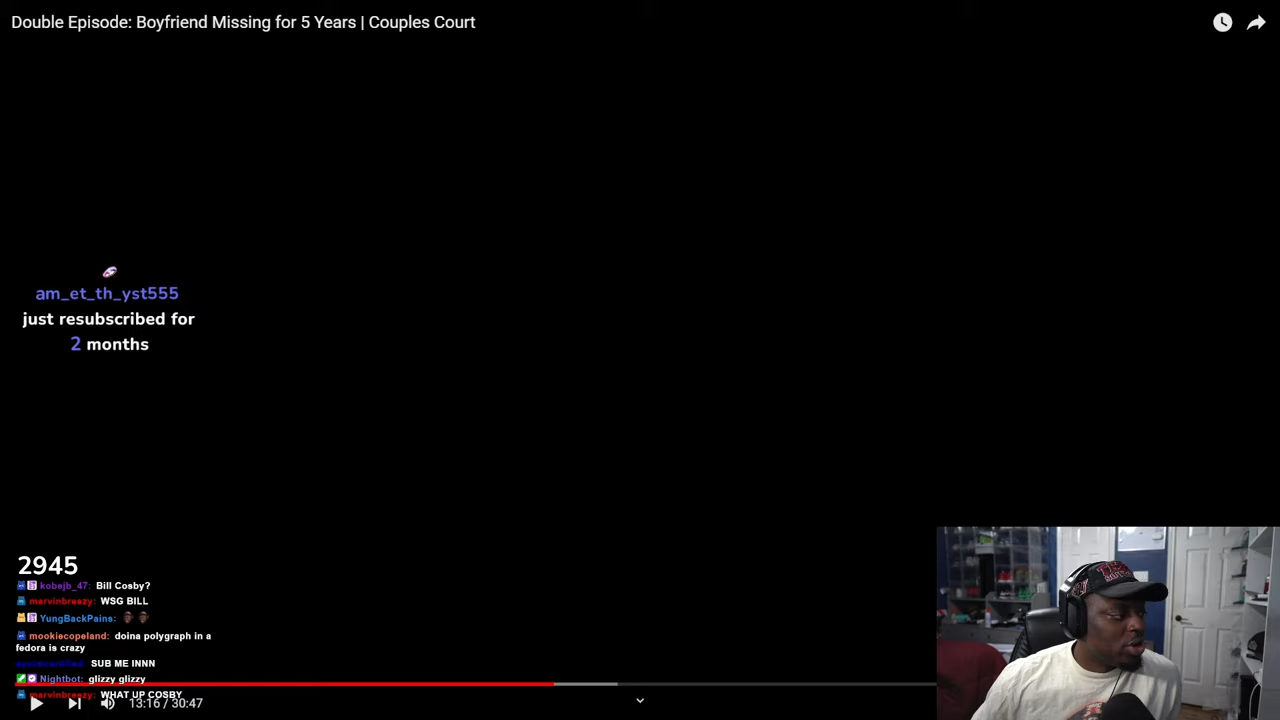 Double Episode: Boyfriend Missing for 5 Years | Couples Court
am_et_th_yst555
just resubscribed for
2 months
2945
kobejb_47: Bill Cosby?
marvinbreezy: WSG BILL
YungBackPains:
mookiecopeland: doina polygraph in a
fedora is crazy
SUB ME INNN
Nightbot: glizzy glizzy
marvinbreezy: WHAT UP COSBY
13:16 / 30:47